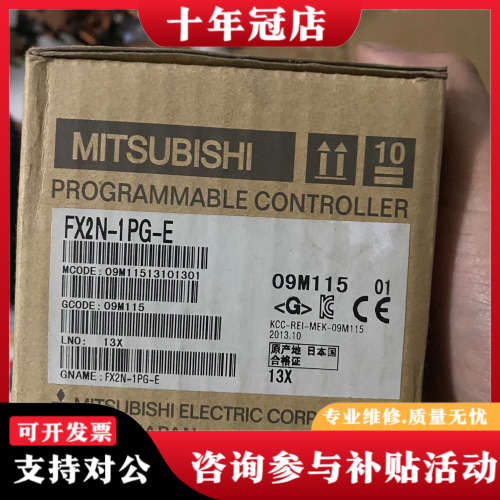 十年冠店
MITSUBISHI
10
PROGRAMMABLE CONTROLLER
FX2N-1PG-E
MCODE: 09M11513101301
09M115 01
GCODE: 09M115
<G> CE
KCC-REI-MEK-09M115
2013.10
LNO: 13X
原产地 日本国
合格证
13X
GNAME: FX2N-1PG-E
MITSUBISHI ELECTRIC CORP
JAPAN
专业维修.质量无忧
可开发票
支持对公
咨询参与补贴活动